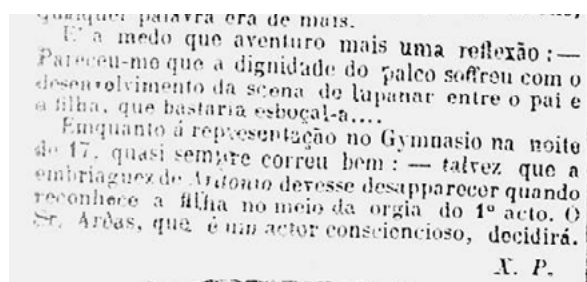 qualquer palavra era de mais.
E' a medo que aventuro mais uma reflexão : —
Pareceu-me que a dignidade do palco soffreu com o
desenvolvimento da scena do lupanar entre o pai e
a filha, que bastaria esboçal-a....
Emquanto á representação no Gymnasio na noite
de 17, quasi sempre correu bem : — talvez que a
embriaguez de Antonio devesse desapparecer quando
reconhece a filha no meio da orgia do 1º acto. O
Sr. Arêas, que é um actor consciencioso, decidirá.
X. P.